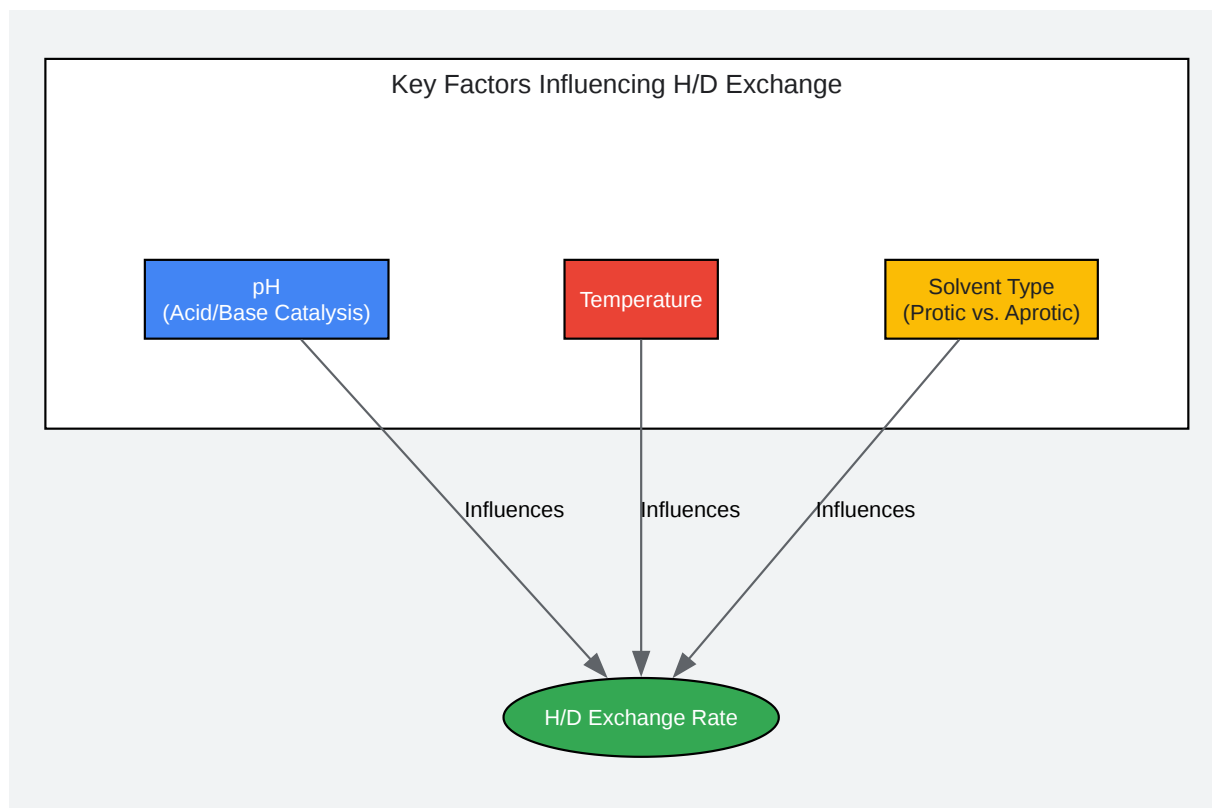 Key Factors Influencing H/D Exchange
pH
(Acid/Base Catalysis)
Temperature
Solvent Type
(Protic vs. Aprotic)
Influences
Influences
Influences
H/D Exchange Rate